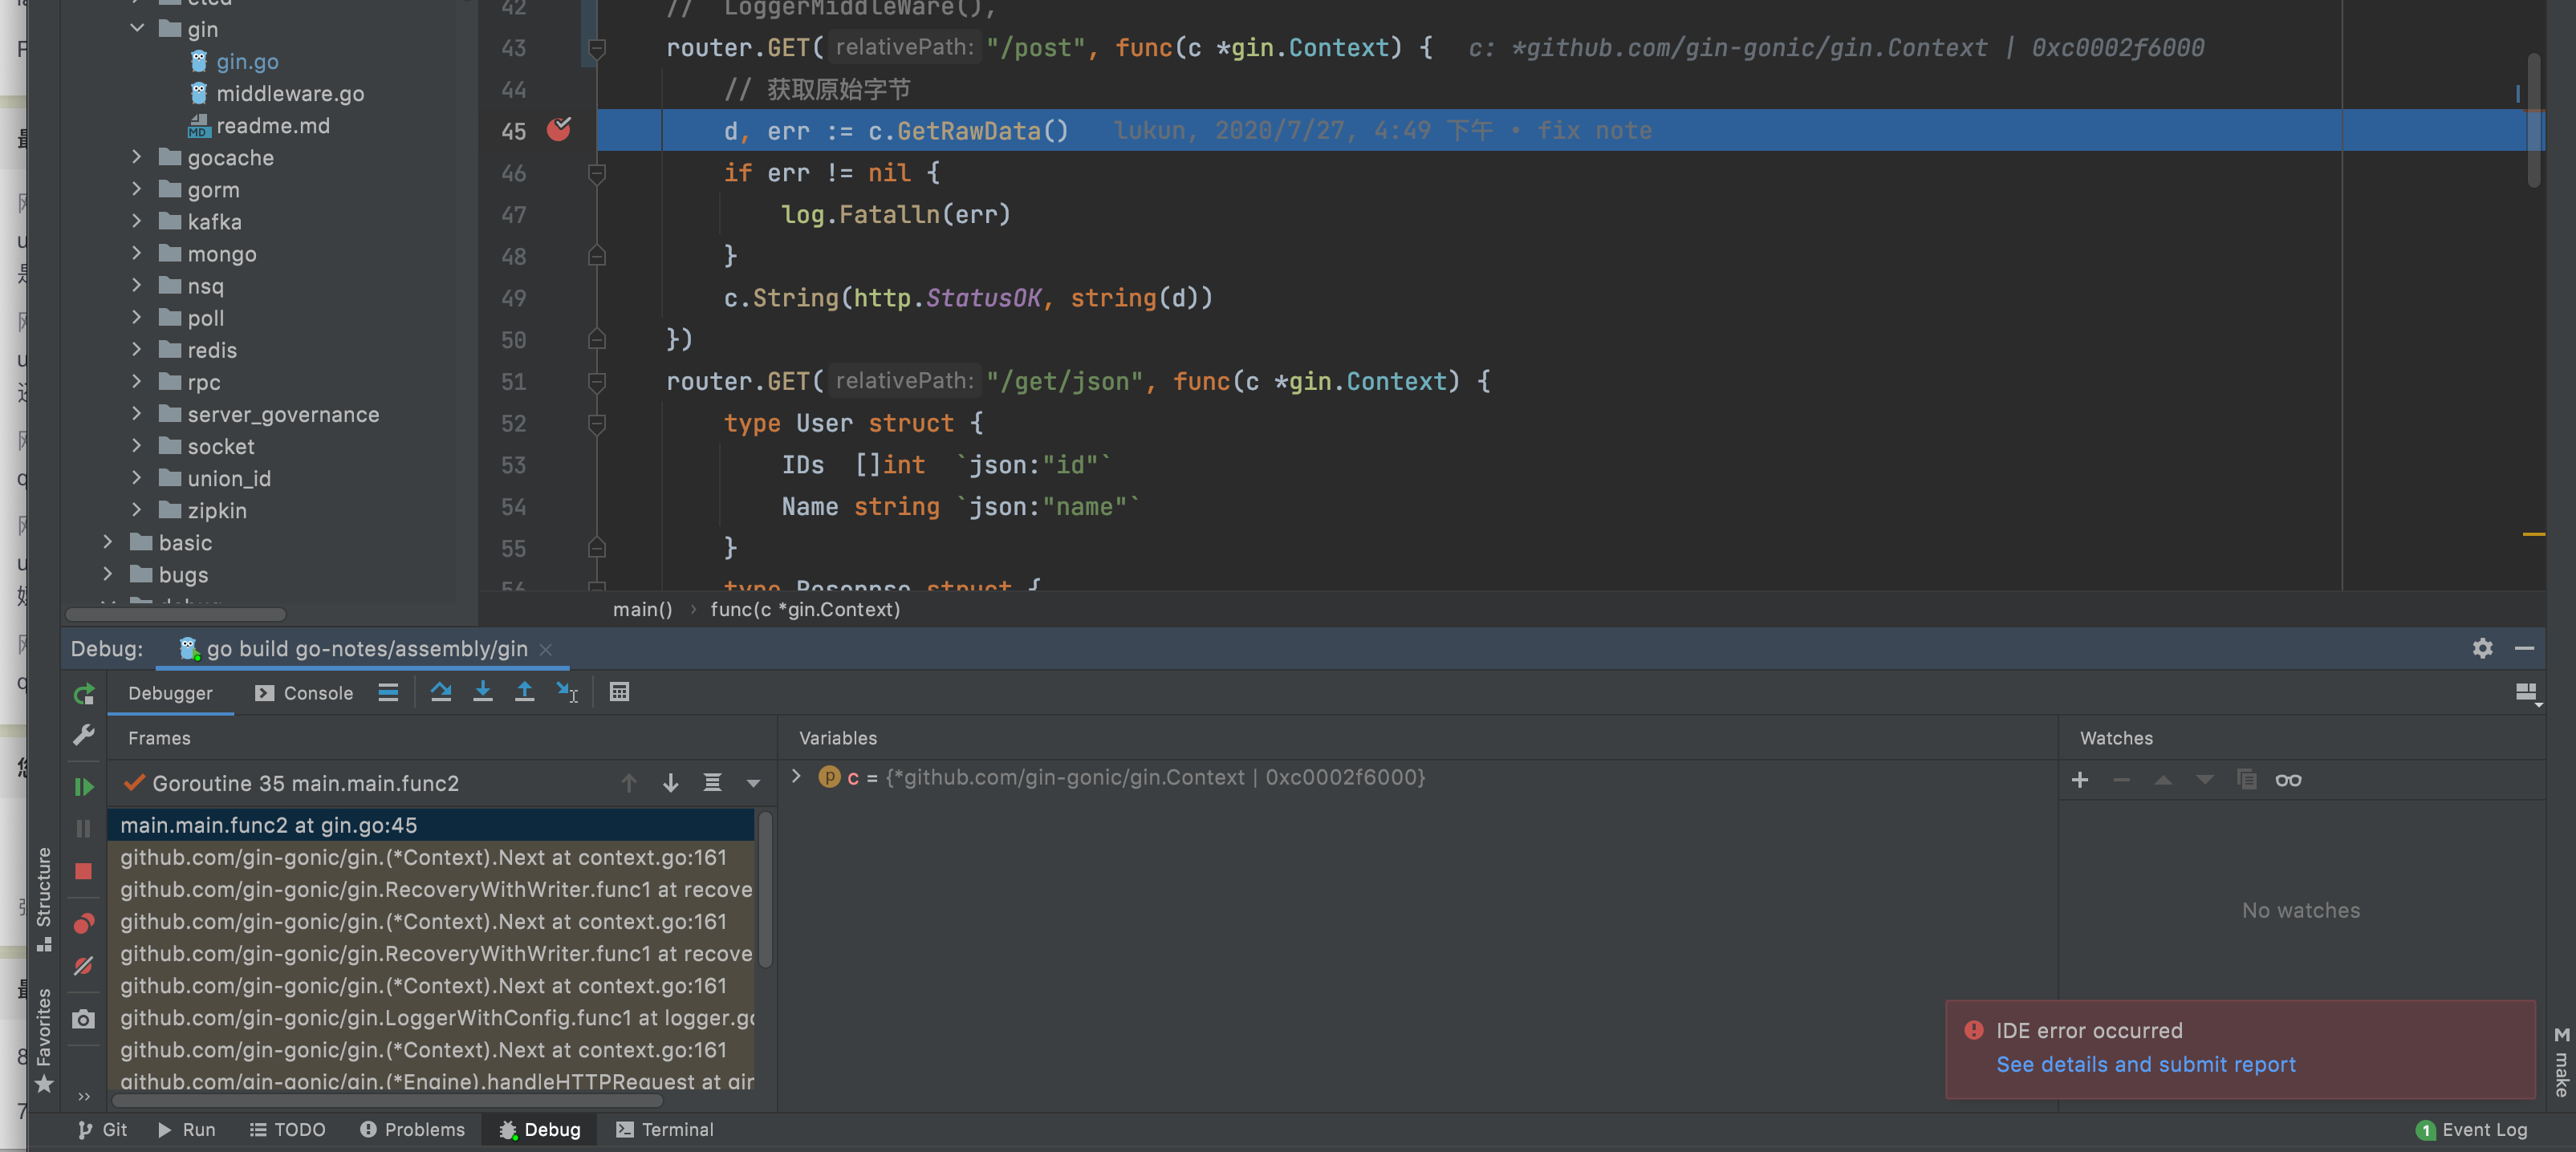 gin
gin.go
middleware.go
readme.md
gocache
gorm
kafka
mongo
nsq
poll
redis
rpc
server_governance
socket
union_id
zipkin
basic
bugs
42 // LoggerMiddleWare(),
43 router.GET( relativePath: "/post", func(c *gin.Context) { c: *github.com/gin-gonic/gin.Context | 0xc0002f6000
44 // 获取原始字节
45 d, err := c.GetRawData() lukun, 2020/7/27, 4:49 下午 • fix note
46 if err != nil {
47 log.Fatalln(err)
48 }
49 c.String(http.StatusOK, string(d))
50 })
51 router.GET( relativePath: "/get/json", func(c *gin.Context) {
52 type User struct {
53 IDs []int `json:"id"`
54 Name string `json:"name"`
55 }
56 type Resopnse struct {
main() › func(c *gin.Context)
Debug: go build go-notes/assembly/gin
Debugger Console
Frames
Variables
Watches
Goroutine 35 main.main.func2
c = {*github.com/gin-gonic/gin.Context | 0xc0002f6000}
main.main.func2 at gin.go:45
github.com/gin-gonic/gin.(*Context).Next at context.go:161
github.com/gin-gonic/gin.RecoveryWithWriter.func1 at recove
github.com/gin-gonic/gin.(*Context).Next at context.go:161
github.com/gin-gonic/gin.RecoveryWithWriter.func1 at recove
github.com/gin-gonic/gin.(*Context).Next at context.go:161
github.com/gin-gonic/gin.LoggerWithConfig.func1 at logger.go
github.com/gin-gonic/gin.(*Context).Next at context.go:161
github.com/gin-gonic/gin.(*Engine).handleHTTPRequest at gin
No watches
IDE error occurred
See details and submit report
Structure
Favorites
make
Git Run TODO Problems Debug Terminal
1 Event Log